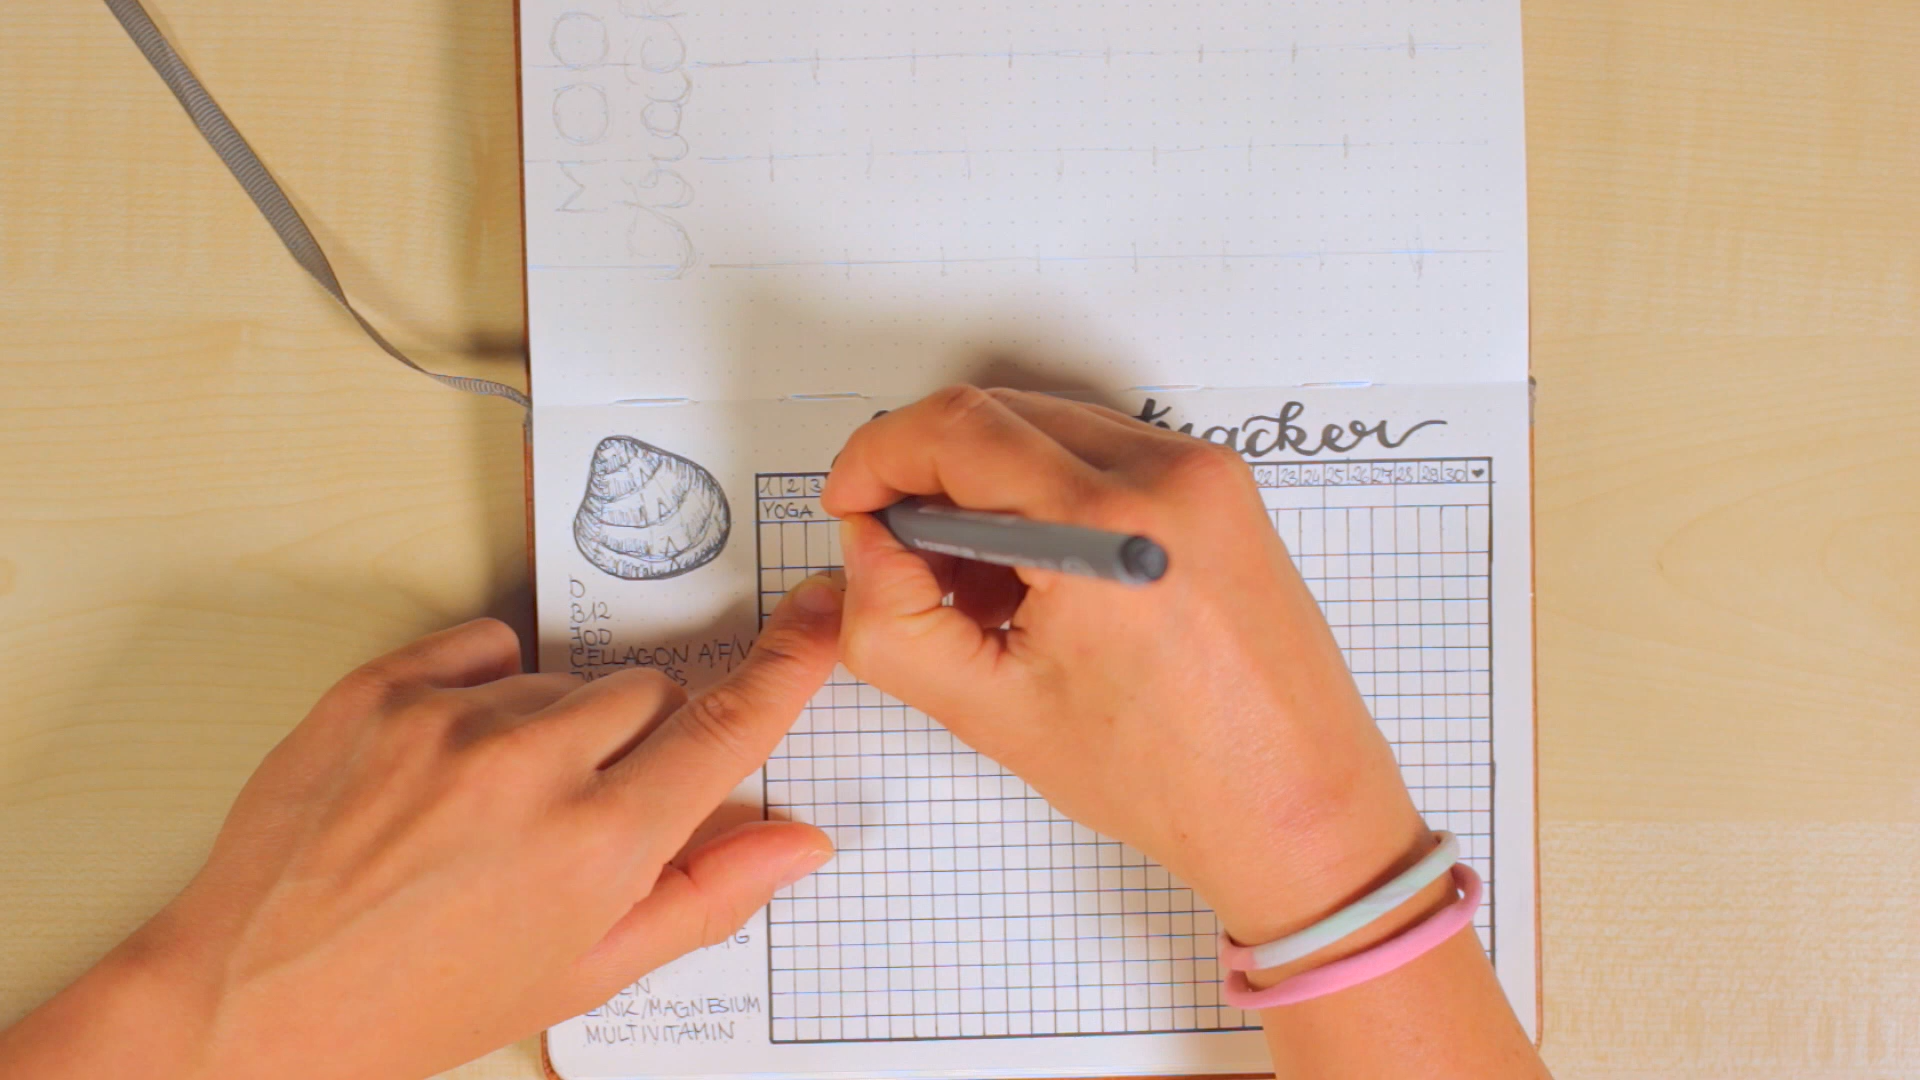 MOOD
Track
tracker
1 2 3 22 23 24 25 26 27 28 29 30 ♥
YOGA
D
B12
JOD
CELLAGON A/F/V
ZINK/MAGNESIUM
MULTIVITAMIN